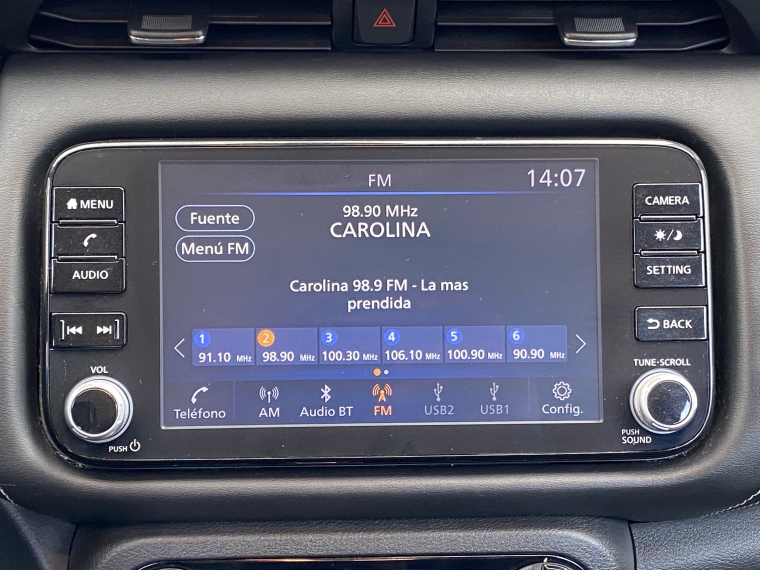 FM
14:07
MENU
AUDIO
VOL
PUSH
Fuente
Menú FM
98.90 MHz
CAROLINA
Carolina 98.9 FM - La mas
prendida
1 2 3 4 5 6
91.10 MHz 98.90 MHz 100.30 MHz 106.10 MHz 100.90 MHz 90.90 MHz
Teléfono AM Audio BT FM USB2 USB1 Config.
CAMERA
SETTING
BACK
TUNE·SCROLL
PUSH
SOUND